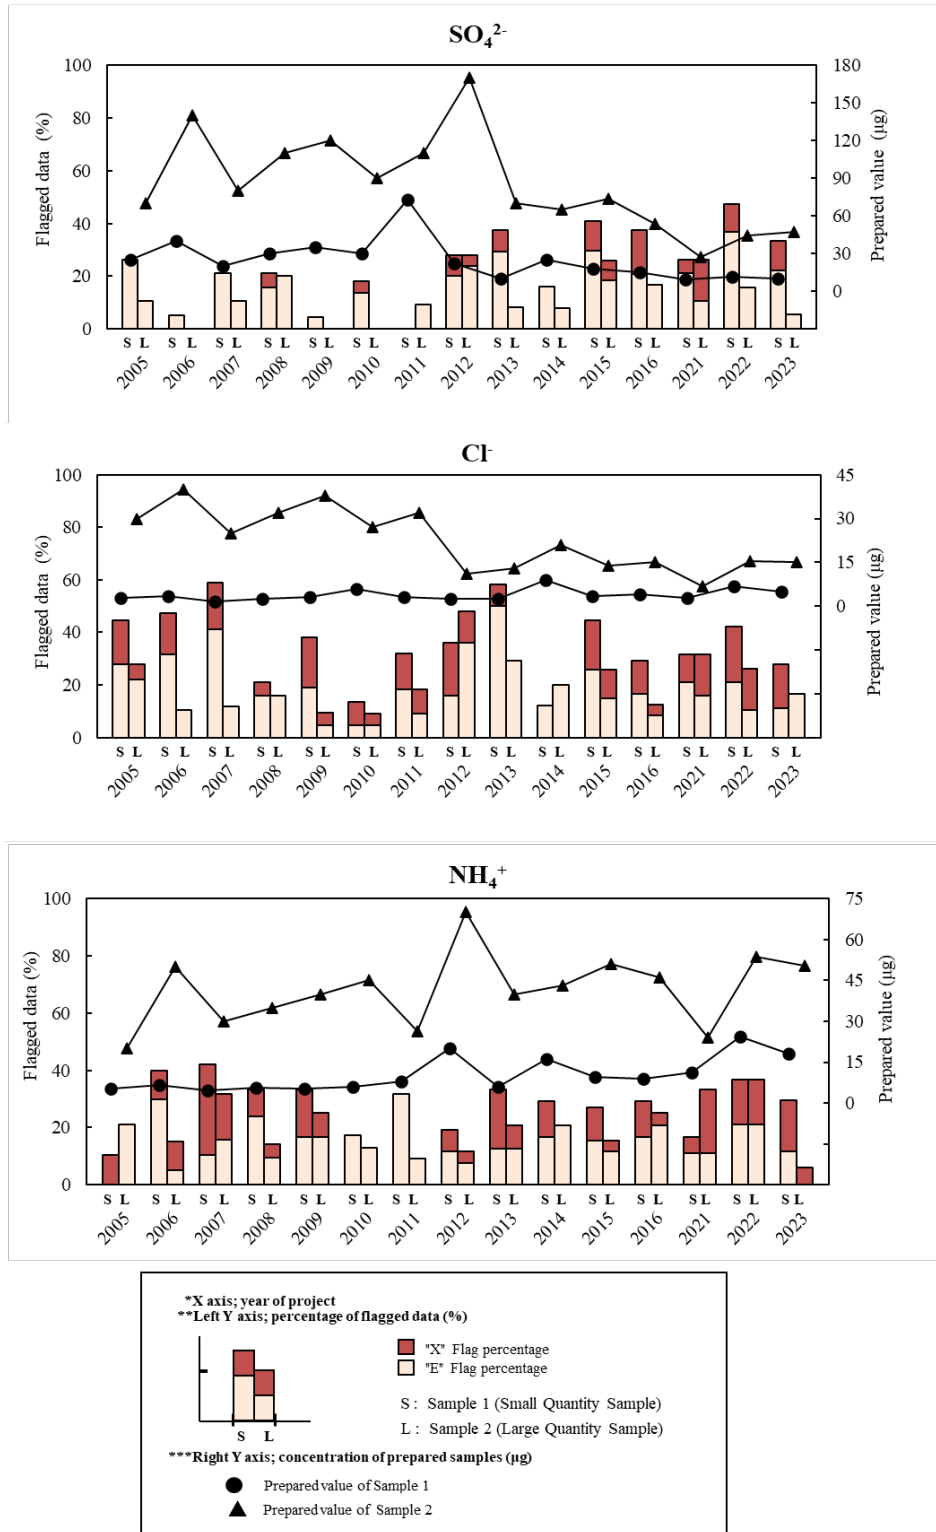 SO₄²⁻
100
80
60
40
20
0
Flagged data (%)
180
150
120
90
60
30
0
Prepared value (µg)
S L S L S L S L S L S L S L S L S L S L S L S L S L S L S L
2005 2006 2007 2008 2009 2010 2011 2012 2013 2014 2015 2016 2021 2022 2023
Cl⁻
100
80
60
40
20
0
Flagged data (%)
45
30
15
0
Prepared value (µg)
S L S L S L S L S L S L S L S L S L S L S L S L S L S L S L
2005 2006 2007 2008 2009 2010 2011 2012 2013 2014 2015 2016 2021 2022 2023
NH₄⁺
100
80
60
40
20
0
Flagged data (%)
75
60
45
30
15
0
Prepared value (µg)
S L S L S L S L S L S L S L S L S L S L S L S L S L S L S L
2005 2006 2007 2008 2009 2010 2011 2012 2013 2014 2015 2016 2021 2022 2023
*X axis; year of project
**Left Y axis; percentage of flagged data (%)
S L
"X" Flag percentage
"E" Flag percentage
S : Sample 1 (Small Quantity Sample)
L : Sample 2 (Large Quantity Sample)
***Right Y axis; concentration of prepared samples (µg)
Prepared value of Sample 1
Prepared value of Sample 2